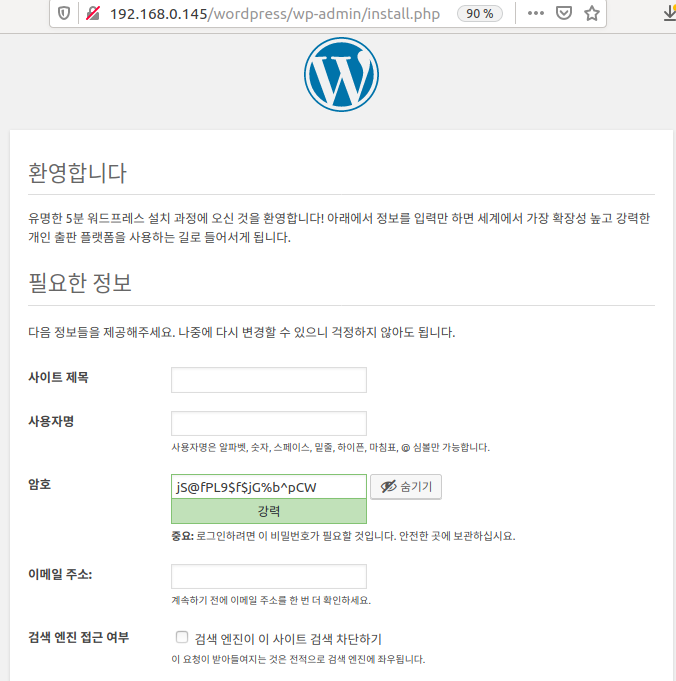 192.168.0.145/wordpress/wp-admin/install.php 90 %
환영합니다
유명한 5분 워드프레스 설치 과정에 오신 것을 환영합니다! 아래에서 정보를 입력만 하면 세계에서 가장 확장성 높고 강력한
개인 출판 플랫폼을 사용하는 길로 들어서게 됩니다.
필요한 정보
다음 정보들을 제공해주세요. 나중에 다시 변경할 수 있으니 걱정하지 않아도 됩니다.
사이트 제목
사용자명
사용자명은 알파벳, 숫자, 스페이스, 밑줄, 하이픈, 마침표, @ 심볼만 가능합니다.
암호 jS@fPL9$f$jG%b^pCW 숨기기
강력
중요: 로그인하려면 이 비밀번호가 필요할 것입니다. 안전한 곳에 보관하십시요.
이메일 주소:
계속하기 전에 이메일 주소를 한 번 더 확인하세요.
검색 엔진 접근 여부 검색 엔진이 이 사이트 검색 차단하기
이 요청이 받아들여지는 것은 전적으로 검색 엔진에 좌우됩니다.